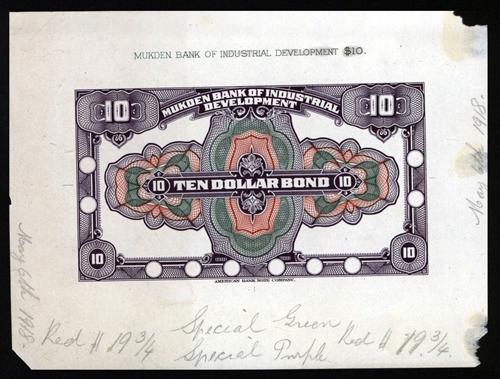 MUKDEN BANK OF INDUSTRIAL DEVELOPMENT $10.
10 MUKDEN BANK OF INDUSTRIAL 10
DEVELOPMENT
10 TEN DOLLAR BOND 10
10 10
AMERICAN BANK NOTE COMPANY.
May 6th 1918.
May 6th 1918.
Red # 19 3/4 Special Green Red # 19 3/4.
Special Purple